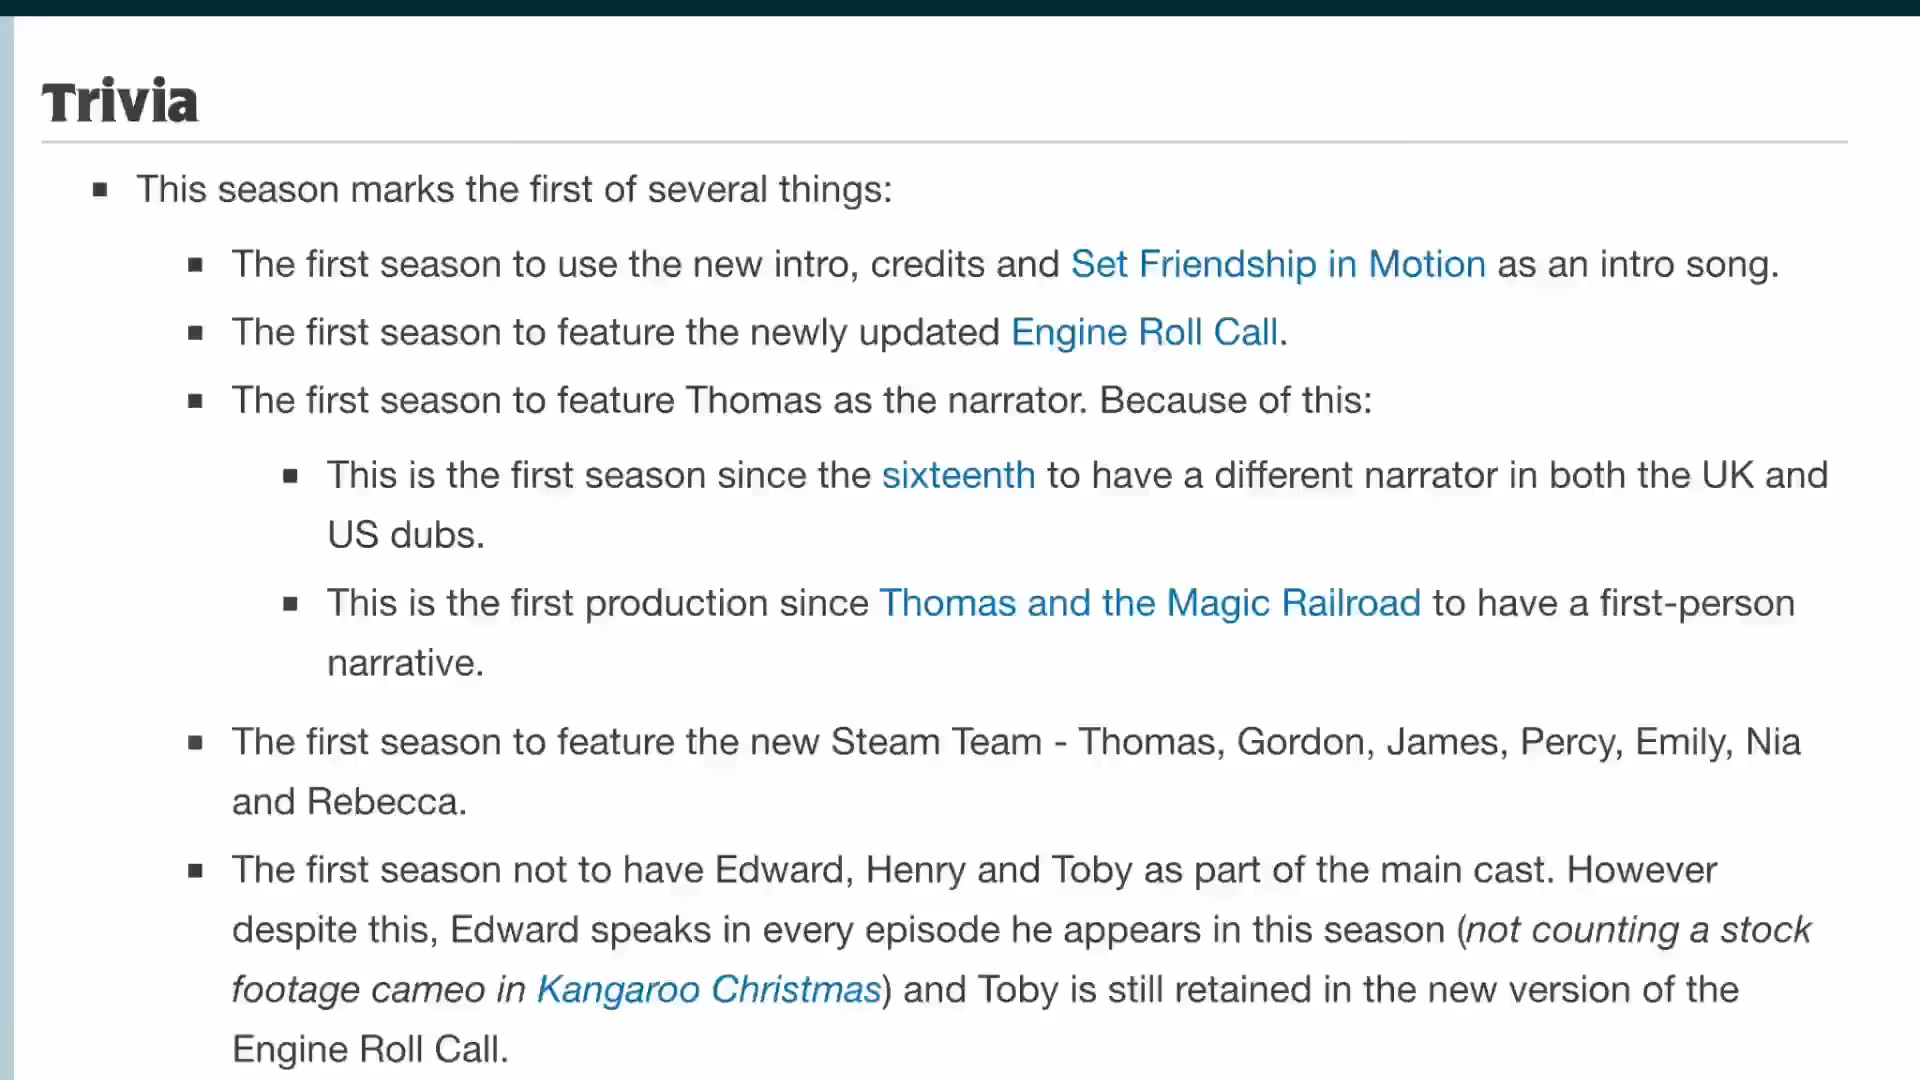 Trivia
This season marks the first of several things:
The first season to use the new intro, credits and Set Friendship in Motion as an intro song.
The first season to feature the newly updated Engine Roll Call.
The first season to feature Thomas as the narrator. Because of this:
This is the first season since the sixteenth to have a different narrator in both the UK and
US dubs.
This is the first production since Thomas and the Magic Railroad to have a first-person
narrative.
The first season to feature the new Steam Team - Thomas, Gordon, James, Percy, Emily, Nia
and Rebecca.
The first season not to have Edward, Henry and Toby as part of the main cast. However
despite this, Edward speaks in every episode he appears in this season (not counting a stock
footage cameo in Kangaroo Christmas) and Toby is still retained in the new version of the
Engine Roll Call.